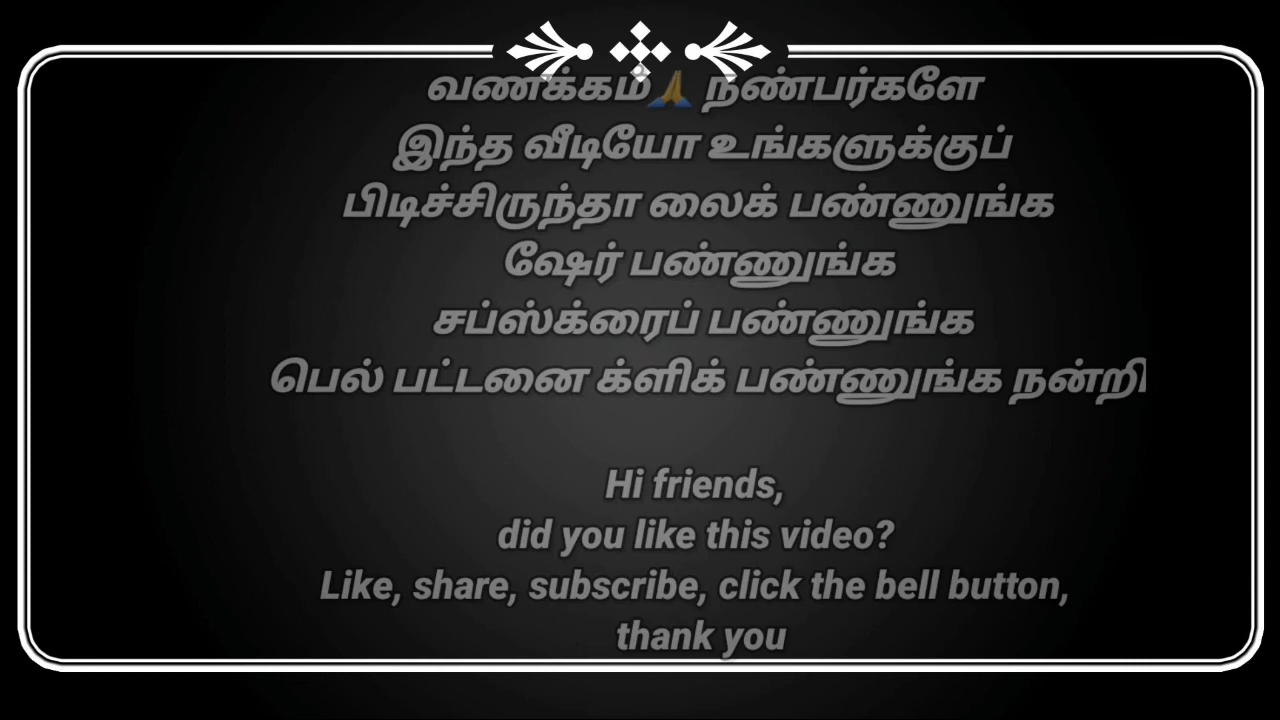 வணக்கம்🙏 நண்பர்களே
இந்த வீடியோ உங்களுக்குப்
பிடிச்சிருந்தா லைக் பண்ணுங்க
ஷேர் பண்ணுங்க
சப்ஸ்க்ரைப் பண்ணுங்க
பெல் பட்டனை க்ளிக் பண்ணுங்க நன்றி
Hi friends,
did you like this video?
Like, share, subscribe, click the bell button,
thank you